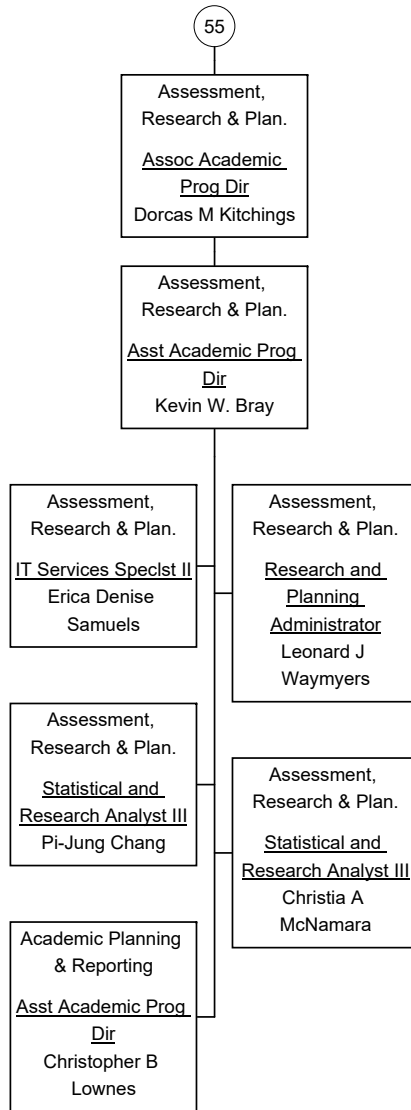 55
Assessment,
Research & Plan.
Assoc Academic
Prog Dir
Dorcas M Kitchings
Assessment,
Research & Plan.
Asst Academic Prog
Dir
Kevin W. Bray
Assessment,
Research & Plan.
IT Services Speclst II
Erica Denise
Samuels
Assessment,
Research & Plan.
Research and
Planning
Administrator
Leonard J
Waymyers
Assessment,
Research & Plan.
Statistical and
Research Analyst III
Pi-Jung Chang
Assessment,
Research & Plan.
Statistical and
Research Analyst III
Christia A
McNamara
Academic Planning
& Reporting
Asst Academic Prog
Dir
Christopher B
Lownes